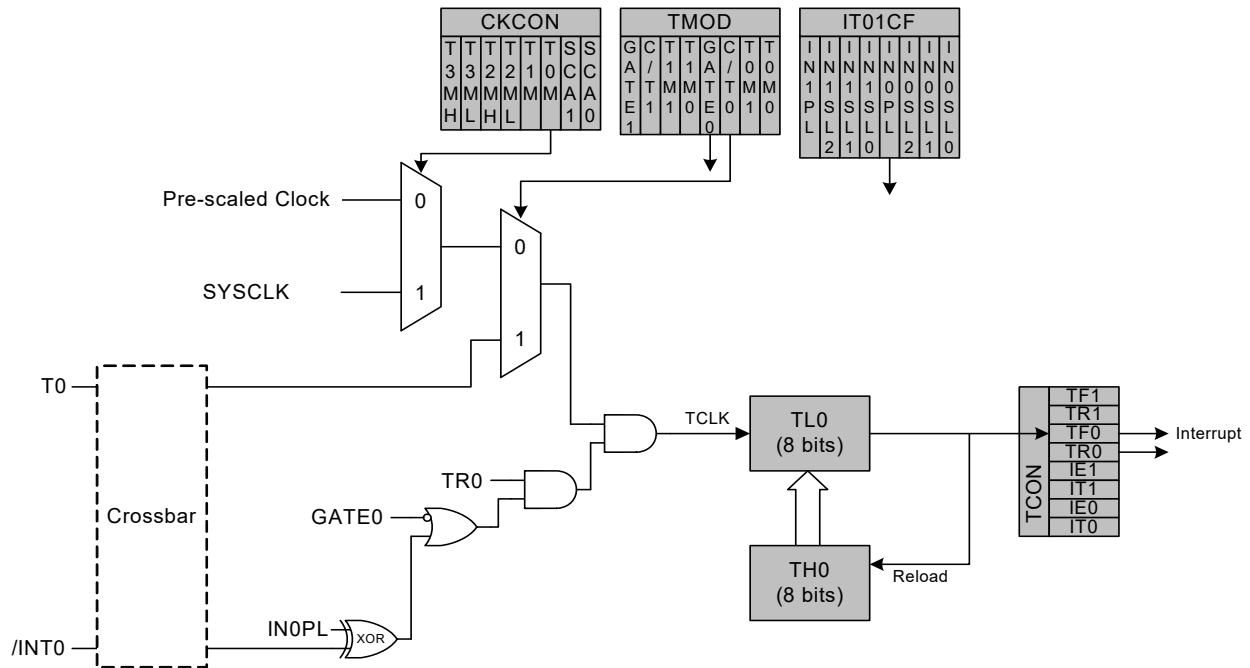 CKCON
T3MH
T3ML
T2MH
T2ML
T1M
T0M
SCA1
SCA0
TMOD
GATE1
C/T1
T1M1
T1M0
GATE0
C/T0
T0M1
T0M0
IT01CF
IN1PL
IN1SL2
IN1SL1
IN1SL0
IN0PL
IN0SL2
IN0SL1
IN0SL0
Pre-scaled Clock
0
SYSCLK
1
0
1
T0
Crossbar
/INT0
TR0
GATE0
IN0PL
XOR
TCLK
TL0
(8 bits)
TH0
(8 bits)
Reload
TCON
TF1
TR1
TF0
TR0
IE1
IT1
IE0
IT0
Interrupt